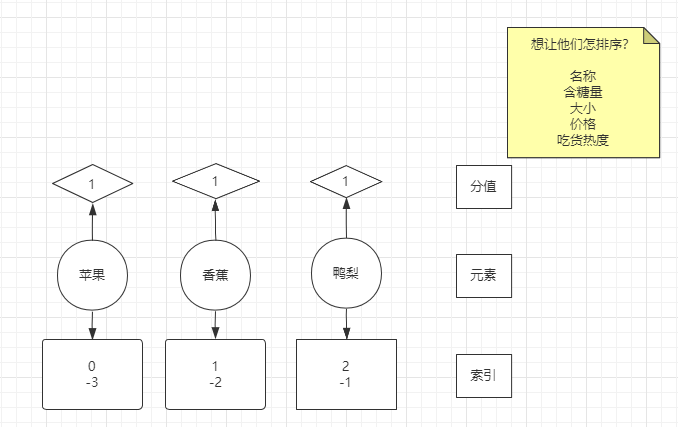 想让他们怎排序?
名称
含糖量
大小
价格
吃货热度
1
1
1
分值
苹果
香蕉
鸭梨
元素
0
-3
1
-2
2
-1
索引